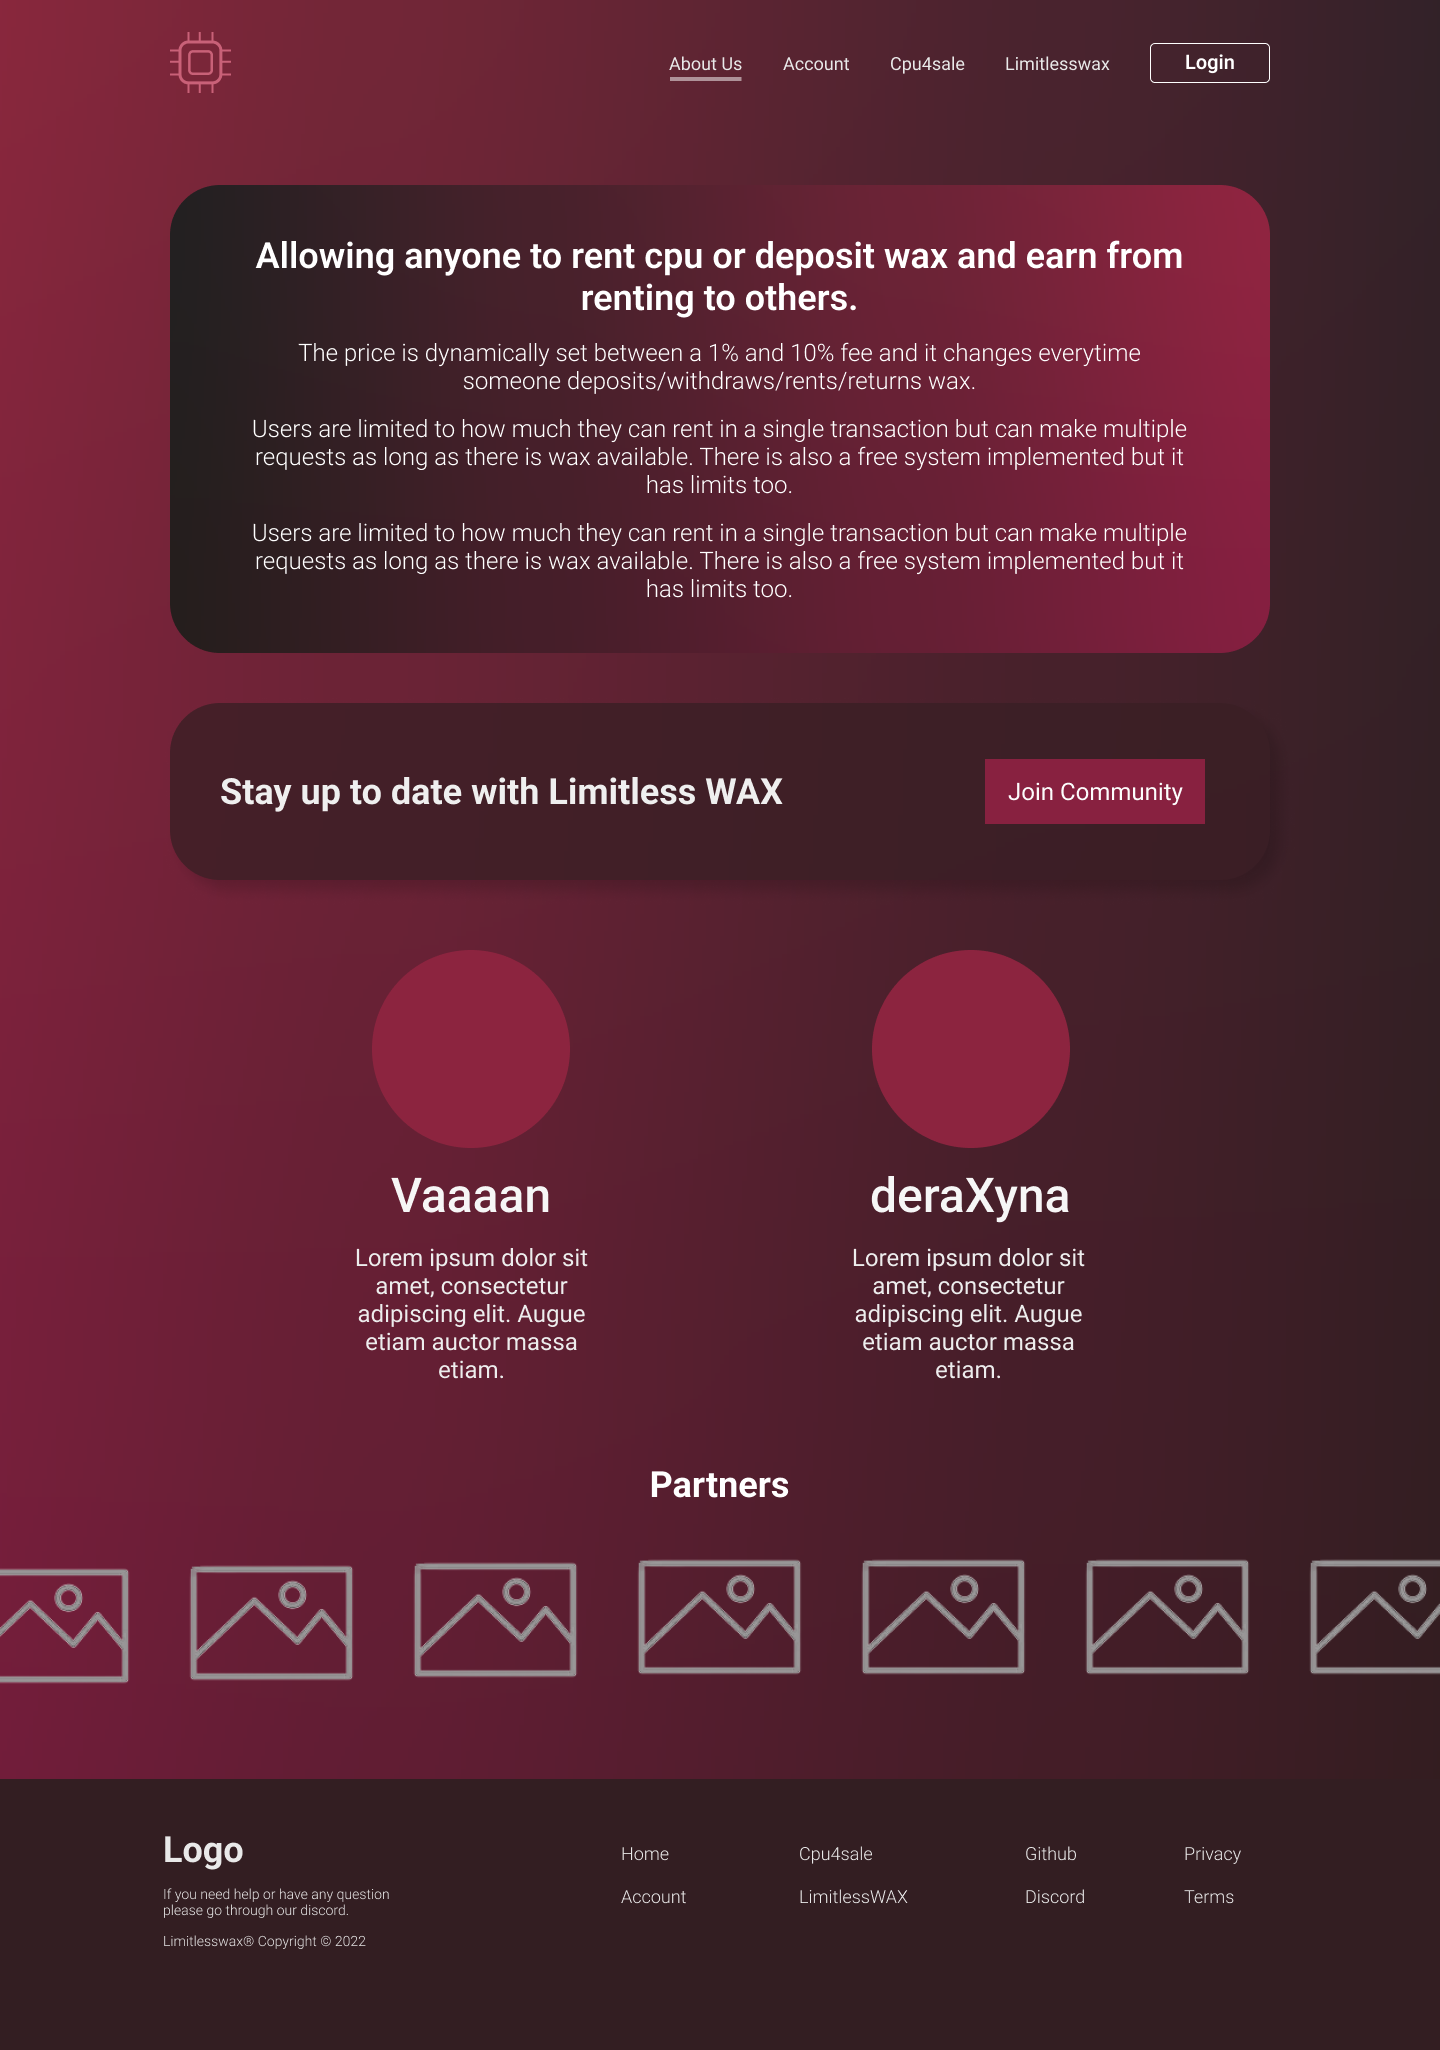 About Us
Account
Cpu4sale
Limitlesswax
Login
Allowing anyone to rent cpu or deposit wax and earn from
renting to others.
The price is dynamically set between a 1% and 10% fee and it changes everytime
someone deposits/withdraws/rents/returns wax.
Users are limited to how much they can rent in a single transaction but can make multiple
requests as long as there is wax available. There is also a free system implemented but it
has limits too.
Users are limited to how much they can rent in a single transaction but can make multiple
requests as long as there is wax available. There is also a free system implemented but it
has limits too.
Stay up to date with Limitless WAX
Join Community
Vaaaan
Lorem ipsum dolor sit
amet, consectetur
adipiscing elit. Augue
etiam auctor massa
etiam.
deraXyna
Lorem ipsum dolor sit
amet, consectetur
adipiscing elit. Augue
etiam auctor massa
etiam.
Partners
Logo
If you need help or have any question
please go through our discord.
Limitlesswax® Copyright © 2022
Home
Account
Cpu4sale
LimitlessWAX
Github
Discord
Privacy
Terms